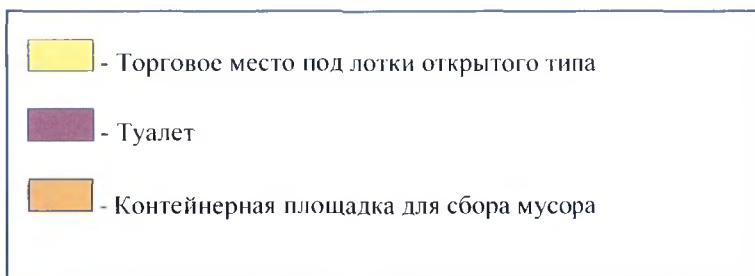 - Торговое место под лотки открытого типа
- Туалет
- Контейнерная площадка для сбора мусора